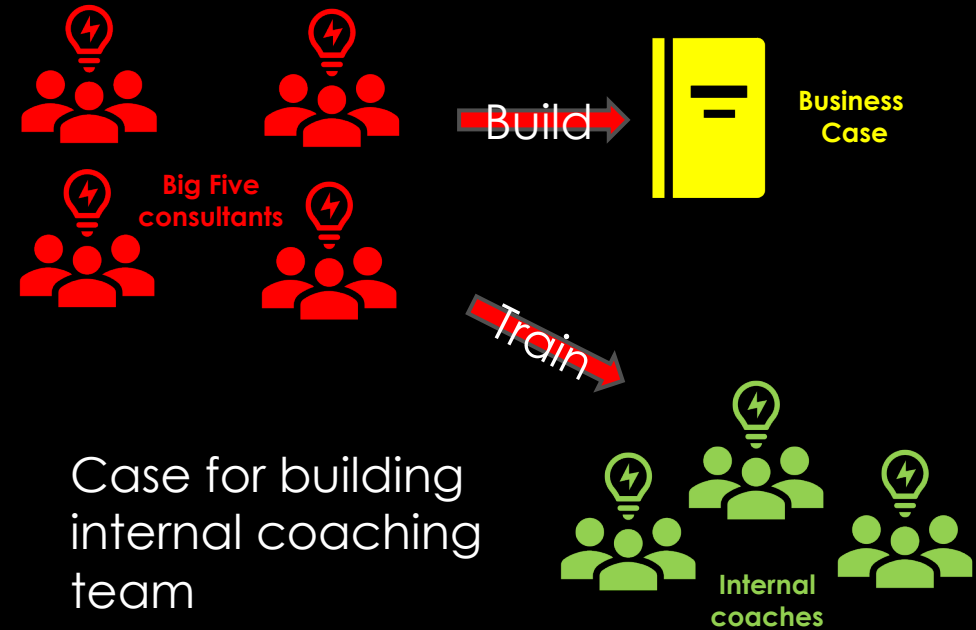 Build
Business
Case
Big Five
consultants
Train
Case for building
internal coaching
team
Internal
coaches